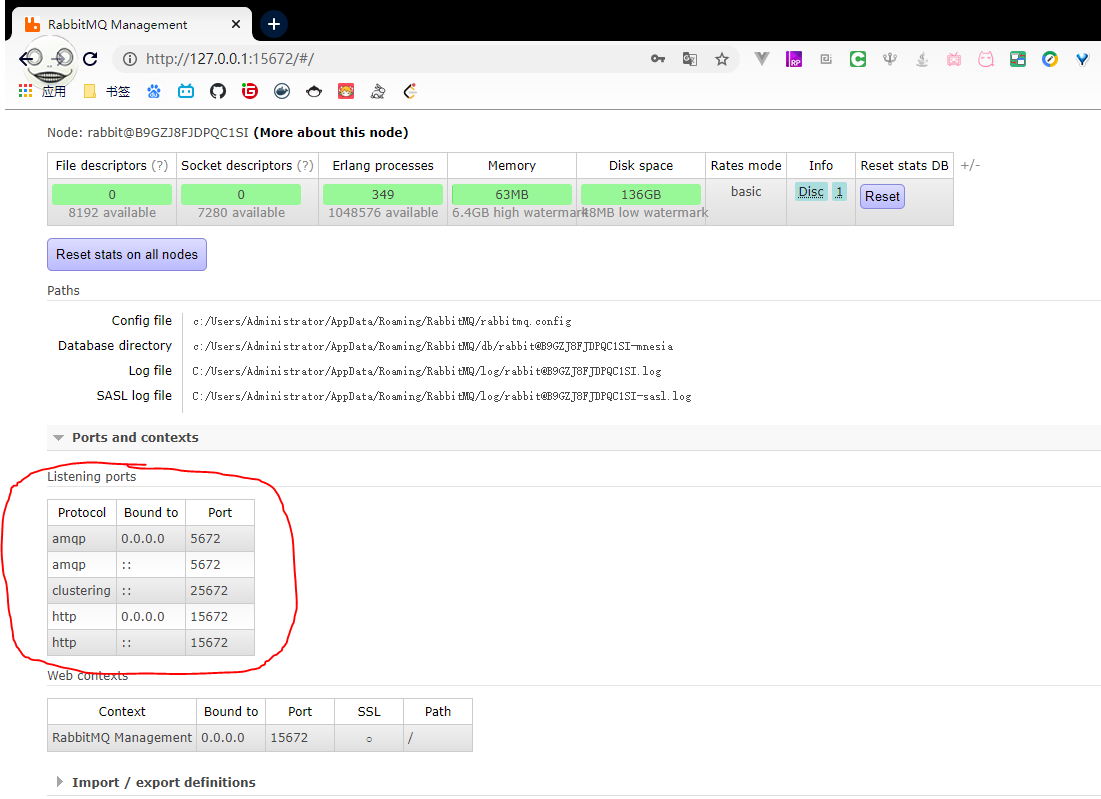 RabbitMQ Management
http://127.0.0.1:15672/#/
应用 书签
Node: rabbit@B9GZJ8FJDPQC1SI (More about this node)
File descriptors (?) Socket descriptors (?) Erlang processes Memory Disk space Rates mode Info Reset stats DB +/-
0 0 349 63MB 136GB basic Disc 1 Reset
8192 available 7280 available 1048576 available 6.4GB high watermark 48MB low watermark
Reset stats on all nodes
Paths
Config file c:/Users/Administrator/AppData/Roaming/RabbitMQ/rabbitmq.config
Database directory c:/Users/Administrator/AppData/Roaming/RabbitMQ/db/rabbit@B9GZJ8FJDPQC1SI-mnesia
Log file C:/Users/Administrator/AppData/Roaming/RabbitMQ/log/rabbit@B9GZJ8FJDPQC1SI.log
SASL log file C:/Users/Administrator/AppData/Roaming/RabbitMQ/log/rabbit@B9GZJ8FJDPQC1SI-sasl.log
Ports and contexts
Listening ports
Protocol Bound to Port
amqp 0.0.0.0 5672
amqp :: 5672
clustering :: 25672
http 0.0.0.0 15672
http :: 15672
Web contexts
Context Bound to Port SSL Path
RabbitMQ Management 0.0.0.0 15672 ○ /
Import / export definitions